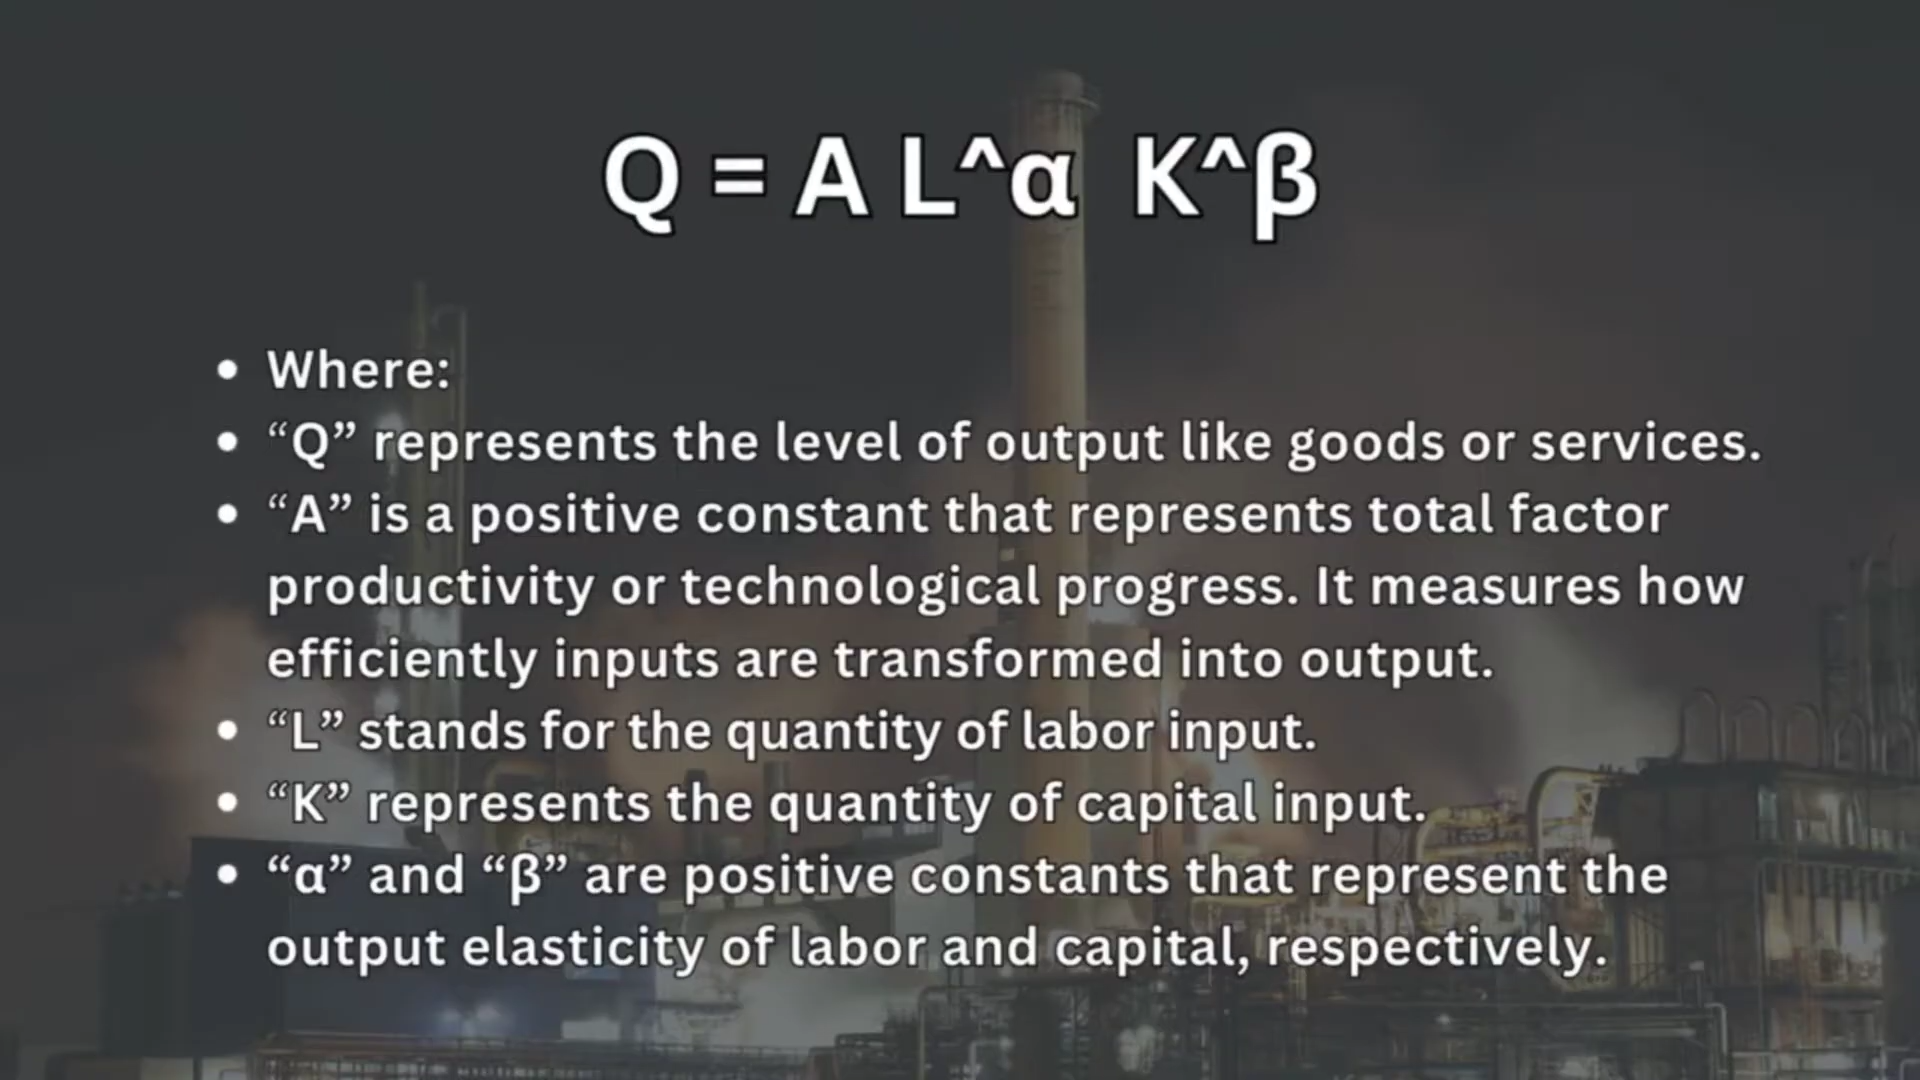 Q = A L^α K^β
• Where:
• “Q” represents the level of output like goods or services.
• “A” is a positive constant that represents total factor
productivity or technological progress. It measures how
efficiently inputs are transformed into output.
• “L” stands for the quantity of labor input.
• “K” represents the quantity of capital input.
• “α” and “β” are positive constants that represent the
output elasticity of labor and capital, respectively.